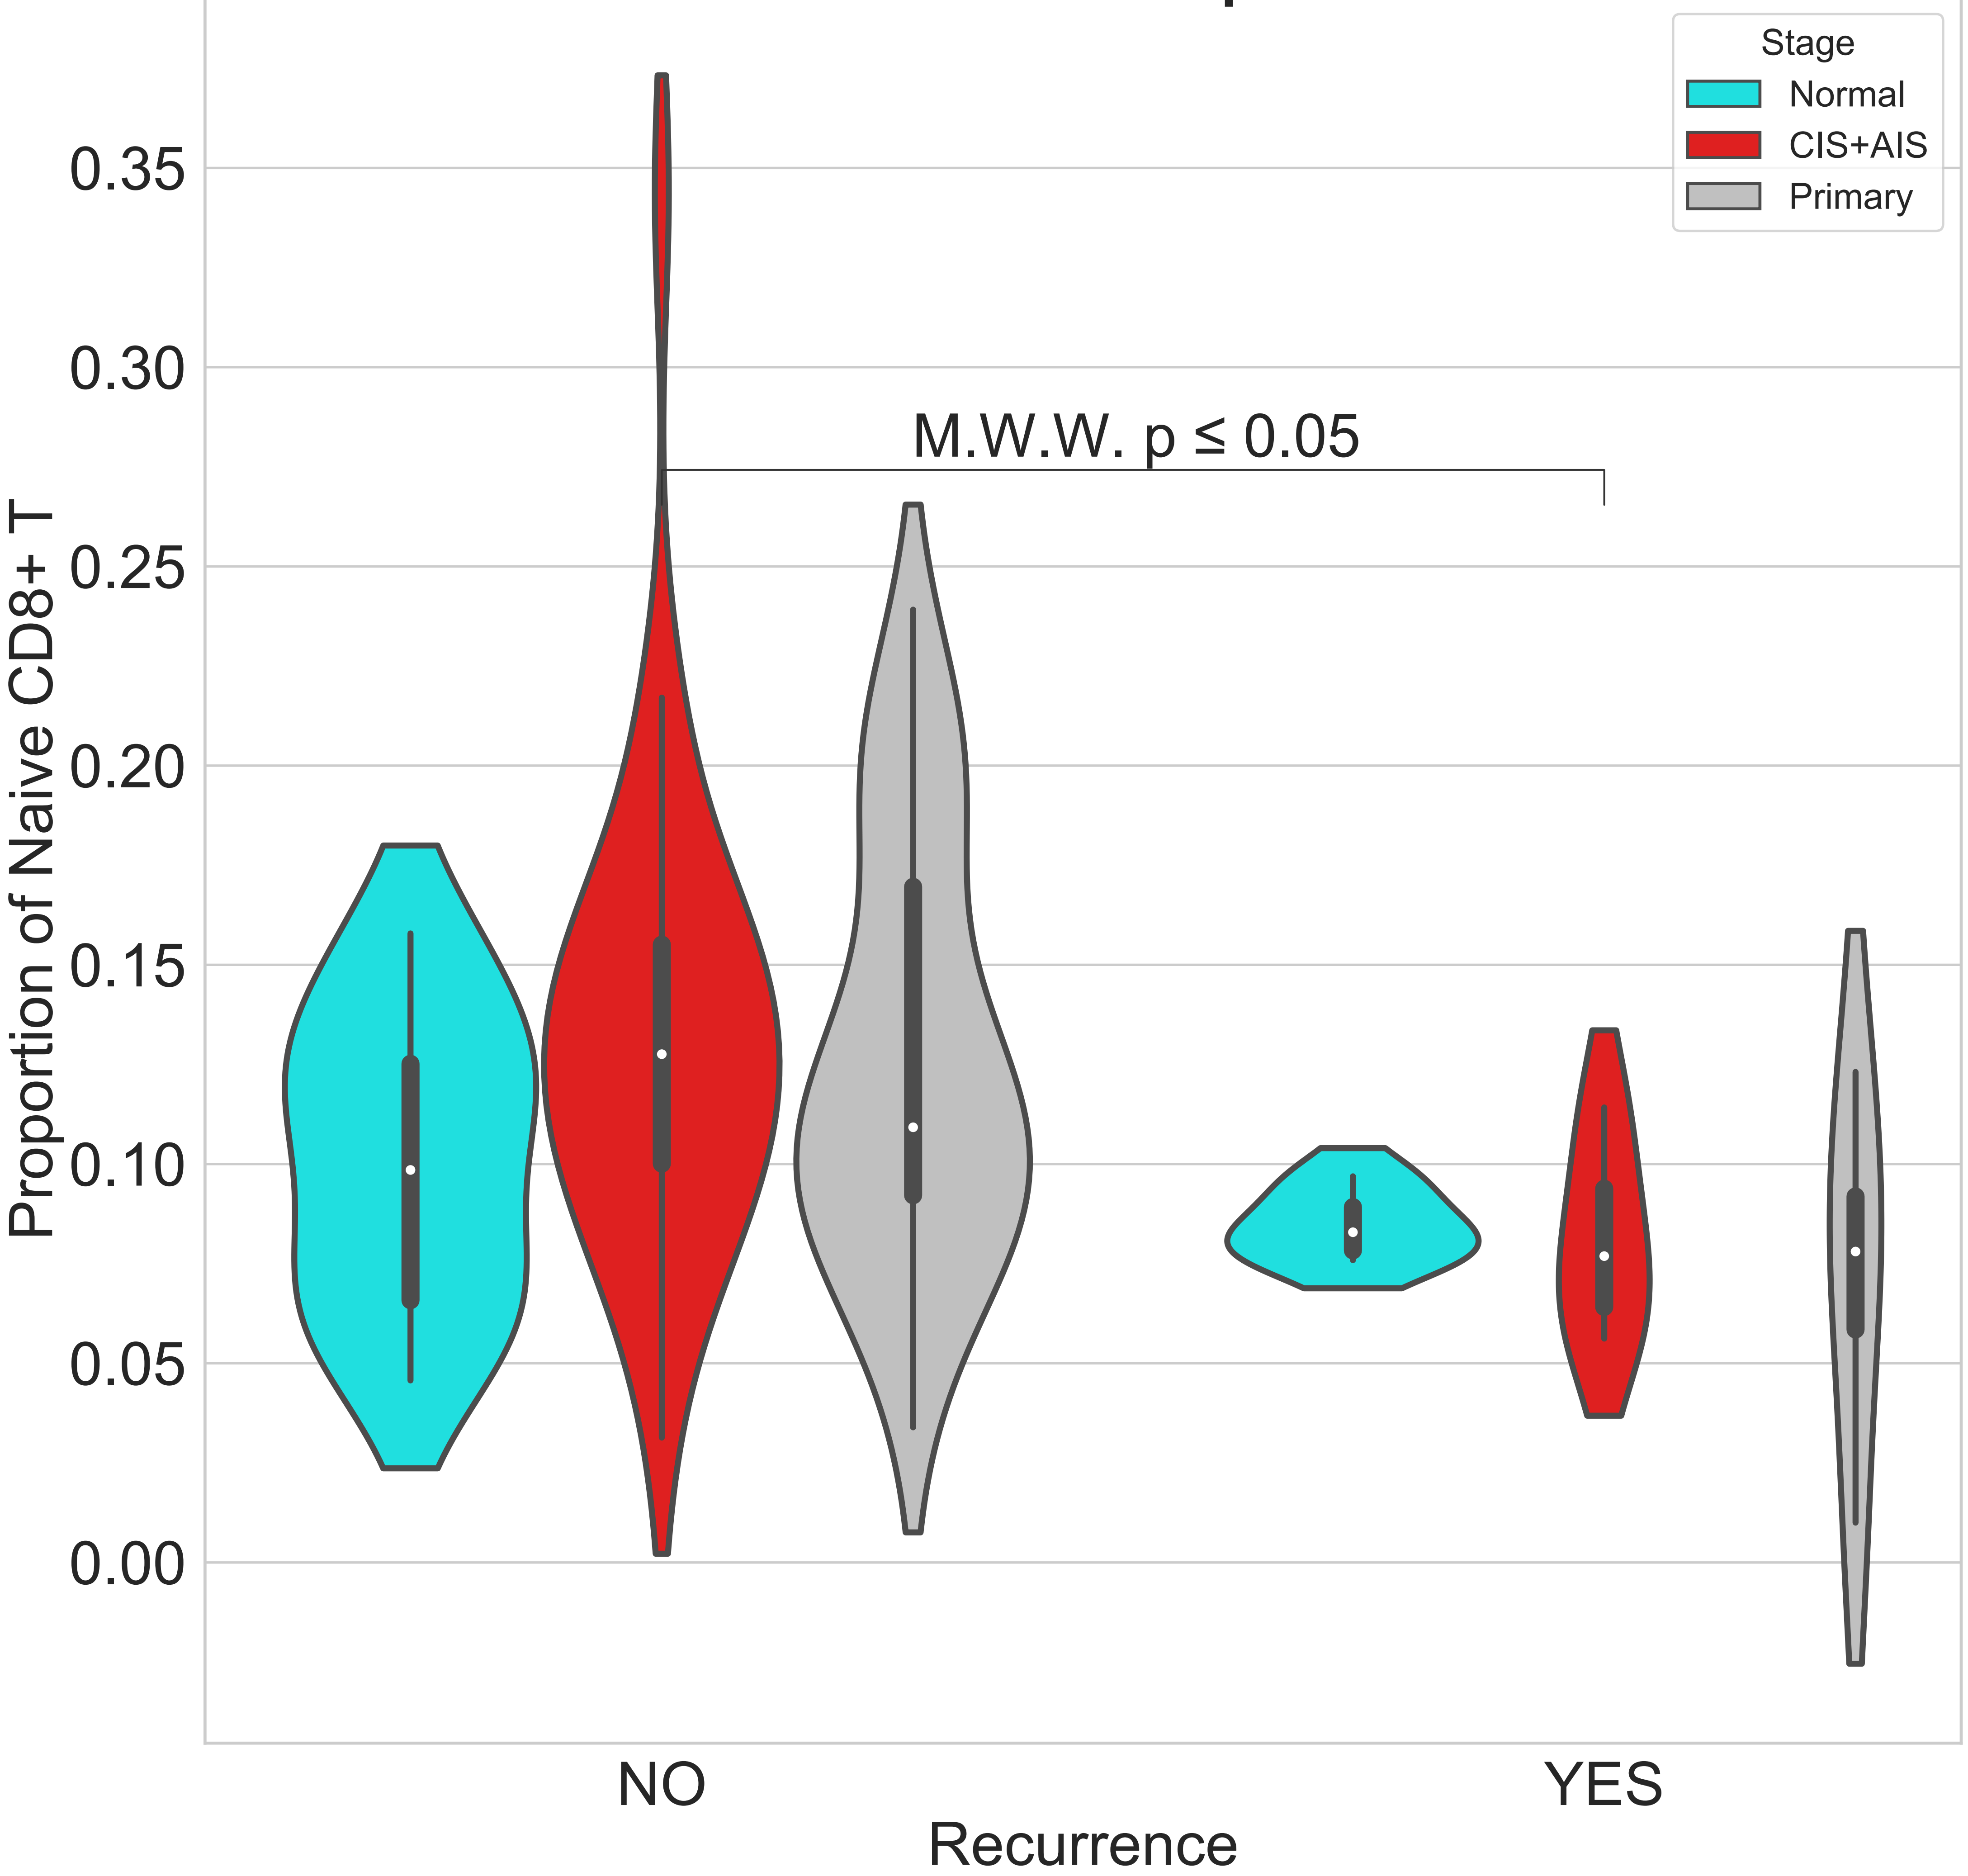 Stage
Normal
CIS+AIS
Primary
0.35
0.30
0.25
0.20
0.15
0.10
0.05
0.00
Proportion of Naive CD8+ T
M.W.W. p ≤ 0.05
NO
YES
Recurrence